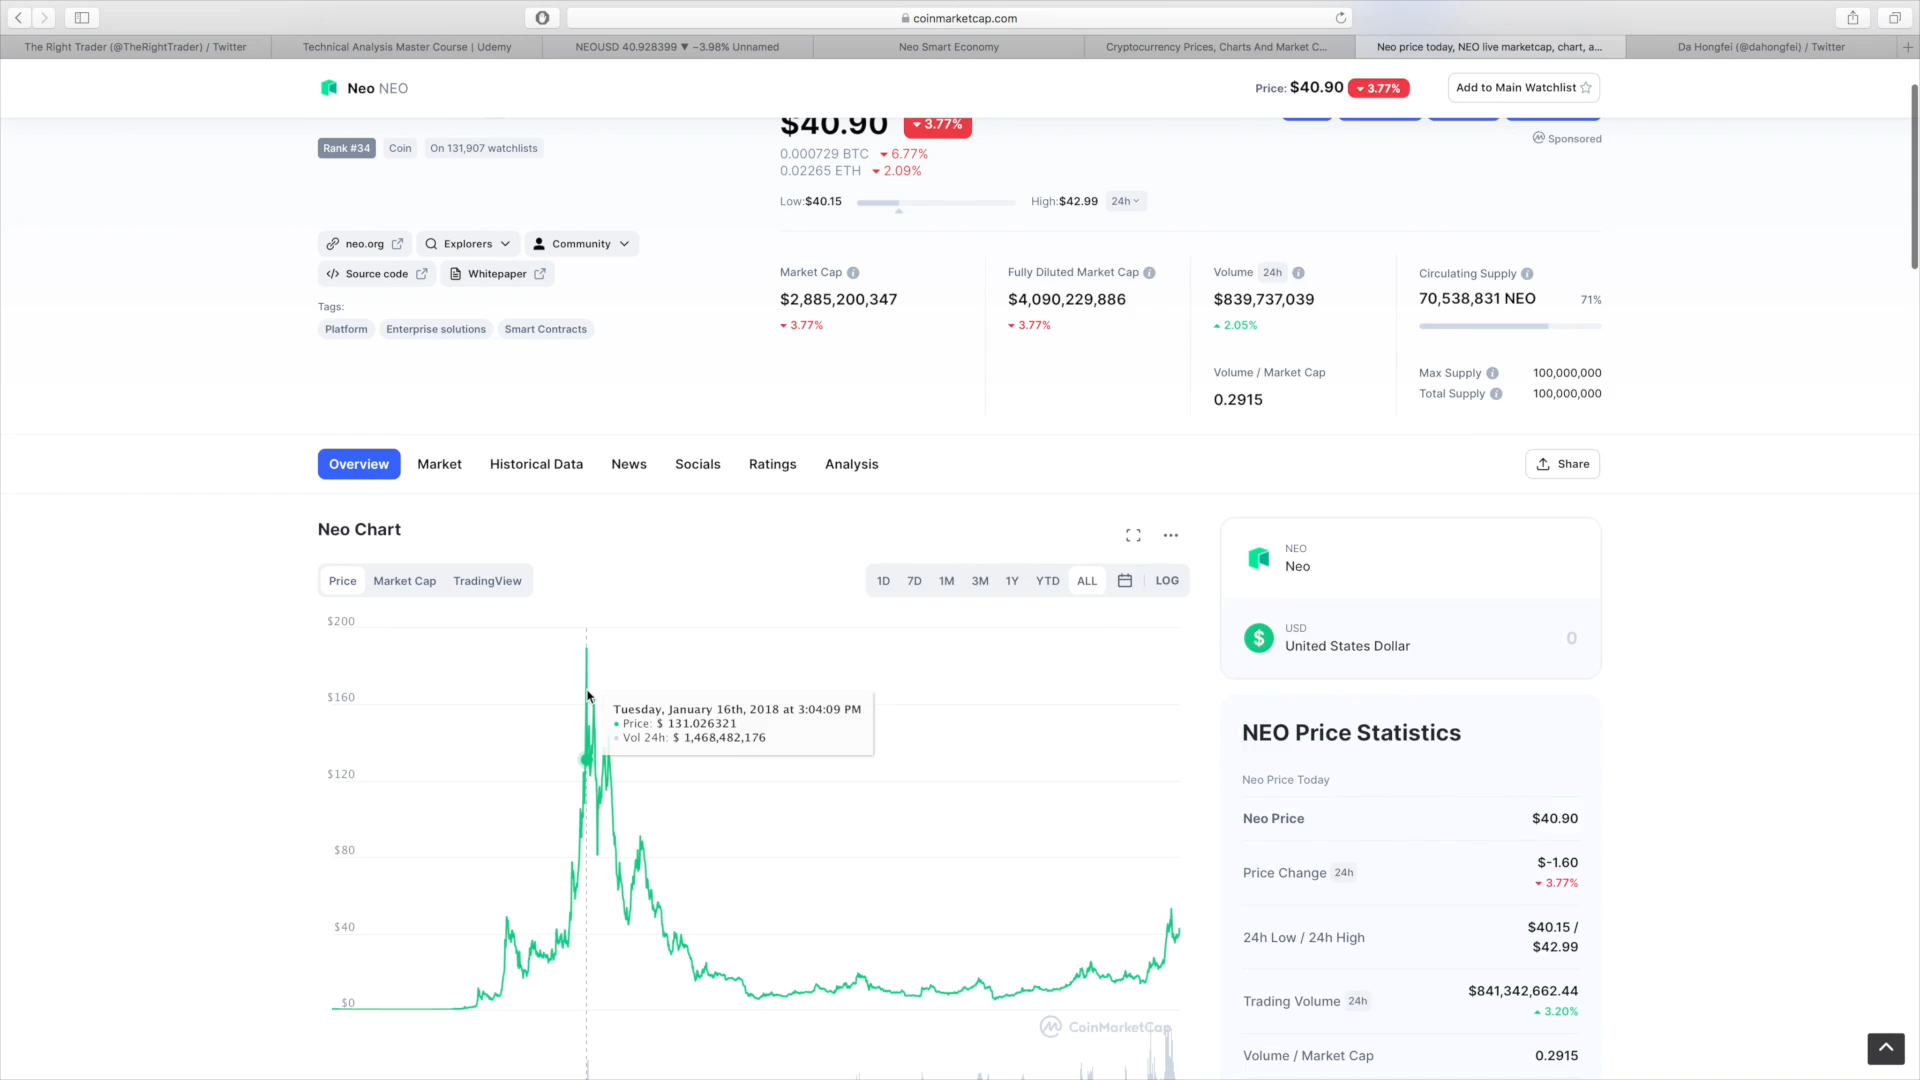 coinmarketcap.com
The Right Trader (@TheRightTrader) / Twitter
Technical Analysis Master Course | Udemy
NEOUSD 40.928399 ▼ −3.98% Unnamed
Neo Smart Economy
Cryptocurrency Prices, Charts And Market C...
Neo price today, NEO live marketcap, chart, a...
Da Hongfei (@dahongfei) / Twitter
Neo NEO
Price: $40.90 3.77%
Add to Main Watchlist
$40.90 3.77%
Rank #34 Coin On 131,907 watchlists
Sponsored
0.000729 BTC 6.77%
0.02265 ETH 2.09%
Low:$40.15 High:$42.99 24h
neo.org Explorers Community
Source code Whitepaper
Tags:
Platform Enterprise solutions Smart Contracts
Market Cap
$2,885,200,347
3.77%
Fully Diluted Market Cap
$4,090,229,886
3.77%
Volume 24h
$839,737,039
2.05%
Volume / Market Cap
0.2915
Circulating Supply
70,538,831 NEO 71%
Max Supply 100,000,000
Total Supply 100,000,000
Overview Market Historical Data News Socials Ratings Analysis
Share
Neo Chart
Price Market Cap TradingView
1D 7D 1M 3M 1Y YTD ALL LOG
$200
$160
$120
$80
$40
$0
Tuesday, January 16th, 2018 at 3:04:09 PM
Price: $ 131.026321
Vol 24h: $ 1,468,482,176
CoinMarketCap
NEO
Neo
USD
United States Dollar 0
$
NEO Price Statistics
Neo Price Today
Neo Price $40.90
Price Change 24h $-1.60
3.77%
24h Low / 24h High $40.15 /
$42.99
Trading Volume 24h $841,342,662.44
3.20%
Volume / Market Cap 0.2915